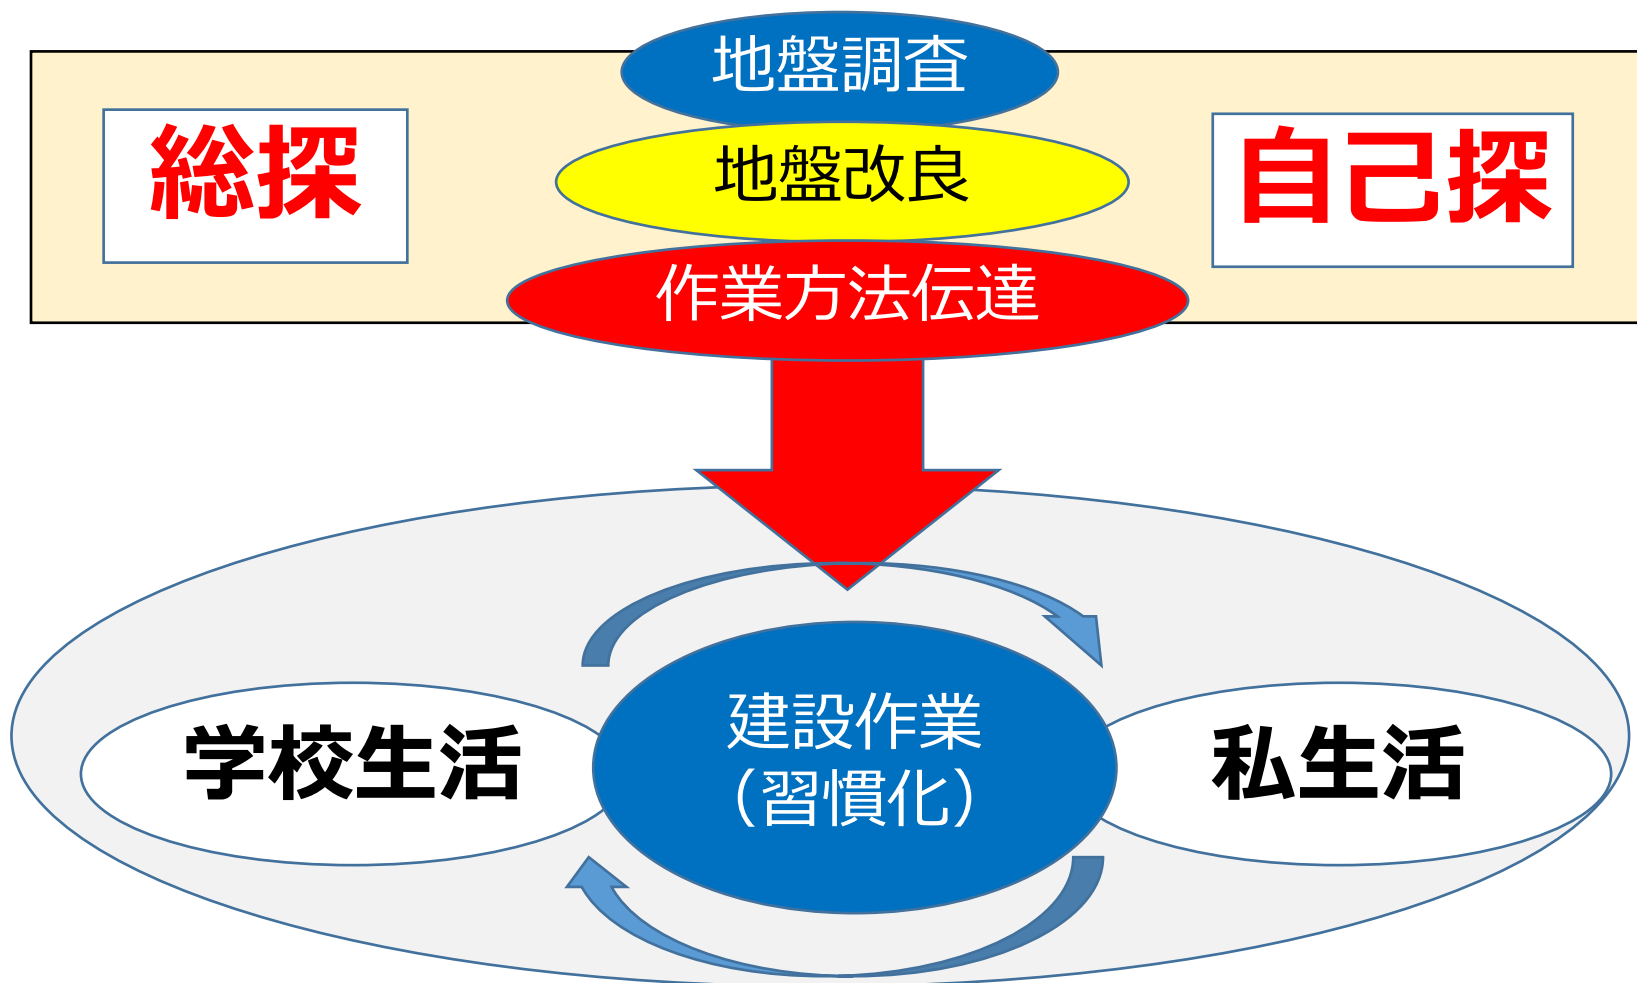 地盤調査
総探
地盤改良
自己探
作業方法伝達
建設作業
（習慣化）
学校生活
私生活